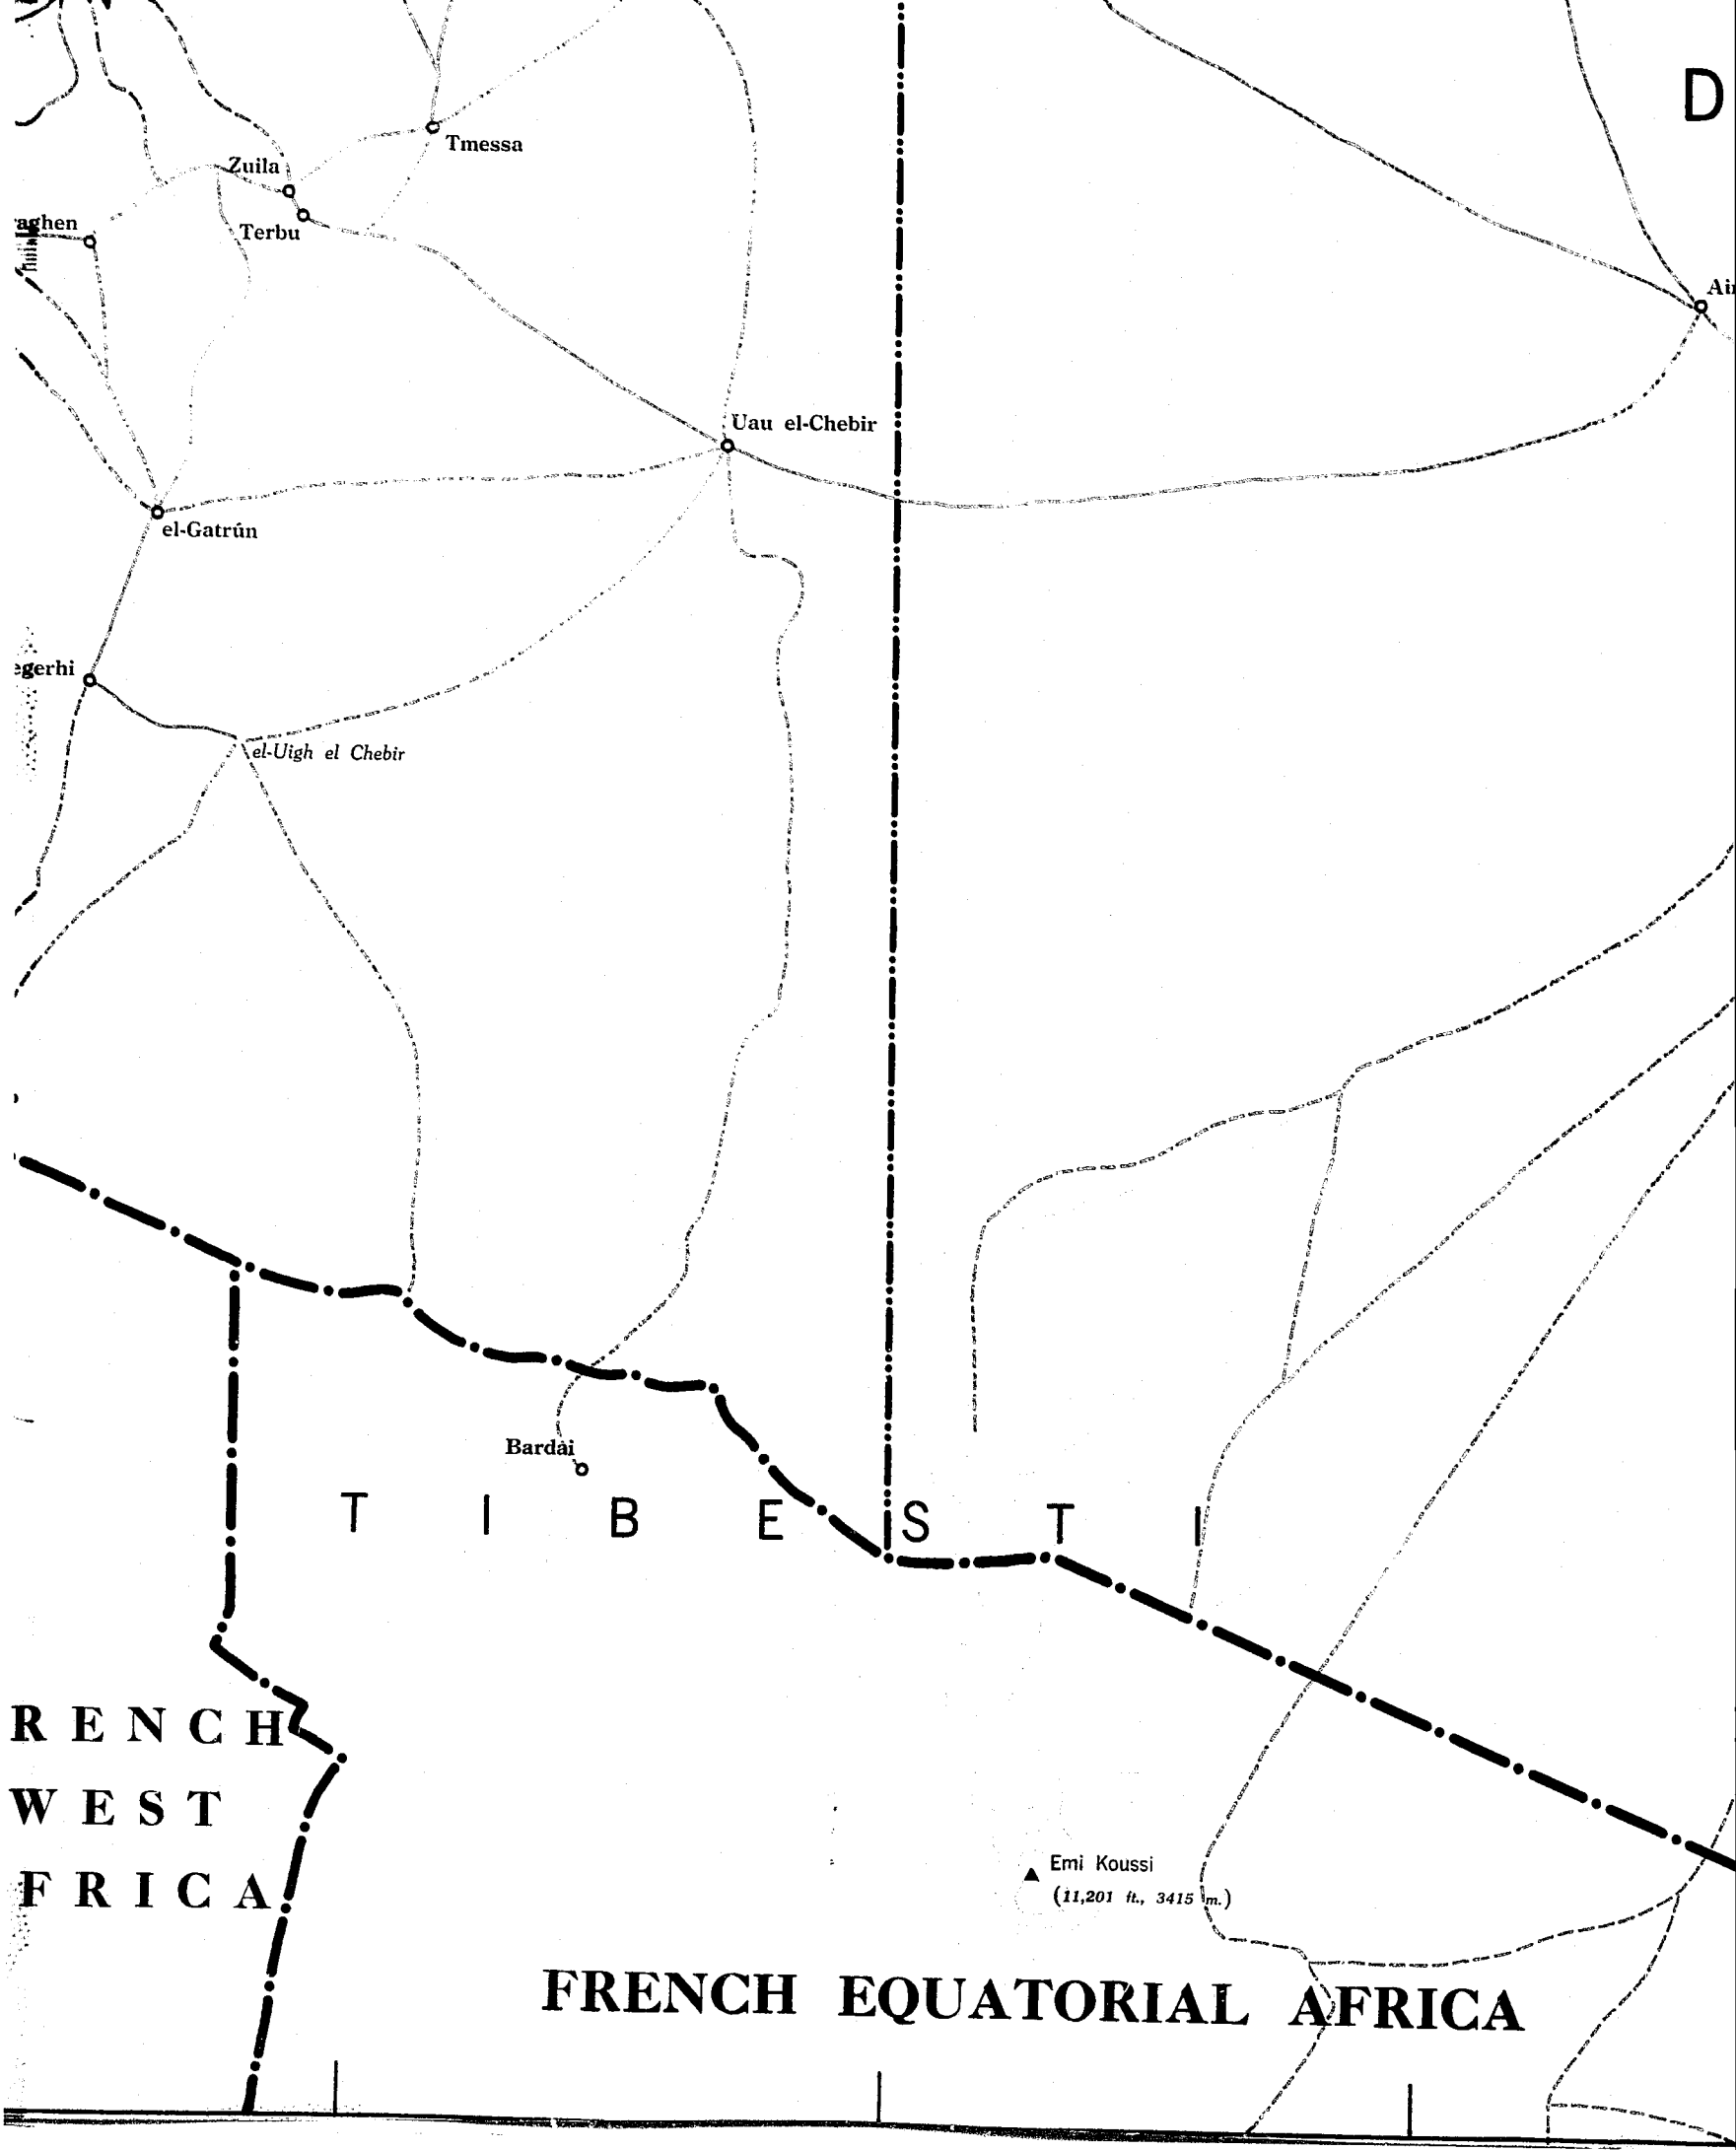 D
Tmessa
Zuila
aghen
Terbu
Ain
Uau el-Chebir
el-Gatrún
egerhi
el-Uigh el Chebir
Bardai
T I B E S T I
RENCH
WEST
FRICA
Emi Koussi
(11,201 ft., 3415 m.)
FRENCH EQUATORIAL AFRICA